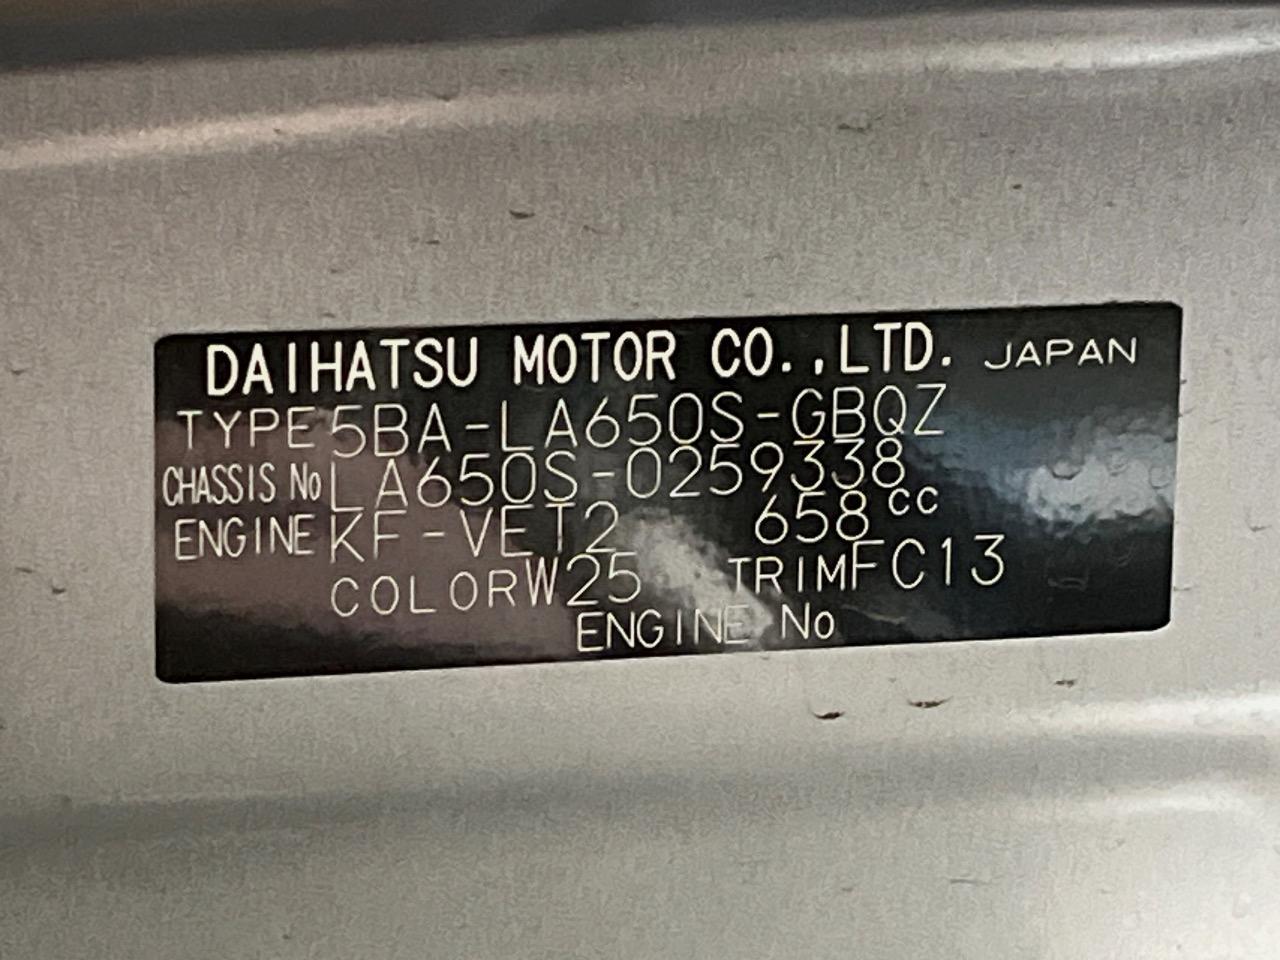 DAIHATSU MOTOR CO.,LTD. JAPAN
TYPE 5BA-LA650S-GBQZ
CHASSIS No LA650S-0259338
ENGINE KF-VET2 658cc
COLOR W25 TRIM FC13
ENGINE No